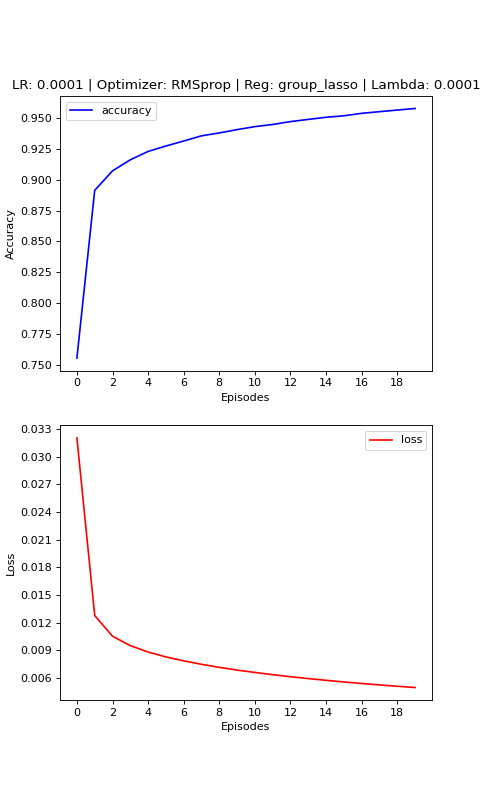 LR: 0.0001 | Optimizer: RMSprop | Reg: group_lasso | Lambda: 0.0001
accuracy
0.950
0.925
0.900
0.875
0.850
0.825
0.800
0.775
0.750
Accuracy
0 2 4 6 8 10 12 14 16 18
Episodes
loss
0.033
0.030
0.027
0.024
0.021
0.018
0.015
0.012
0.009
0.006
Loss
0 2 4 6 8 10 12 14 16 18
Episodes